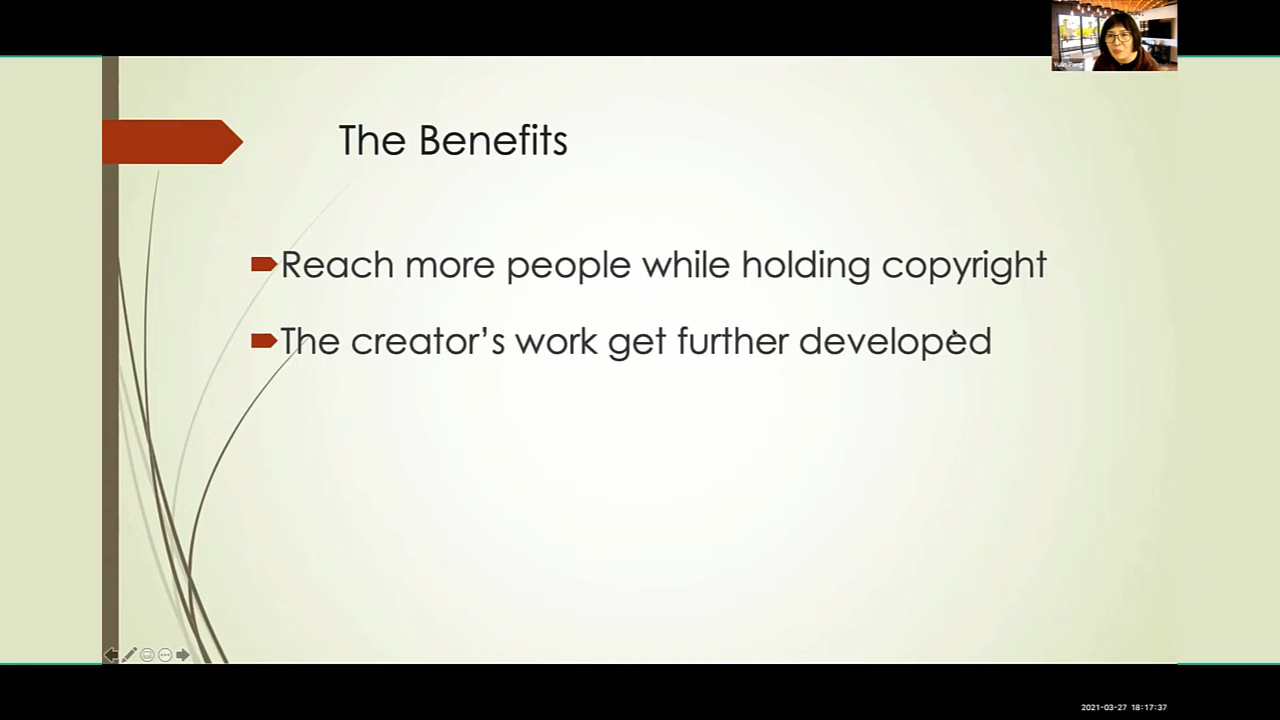 The Benefits
Reach more people while holding copyright
The creator's work get further developed
2021-03-27 18:17:37